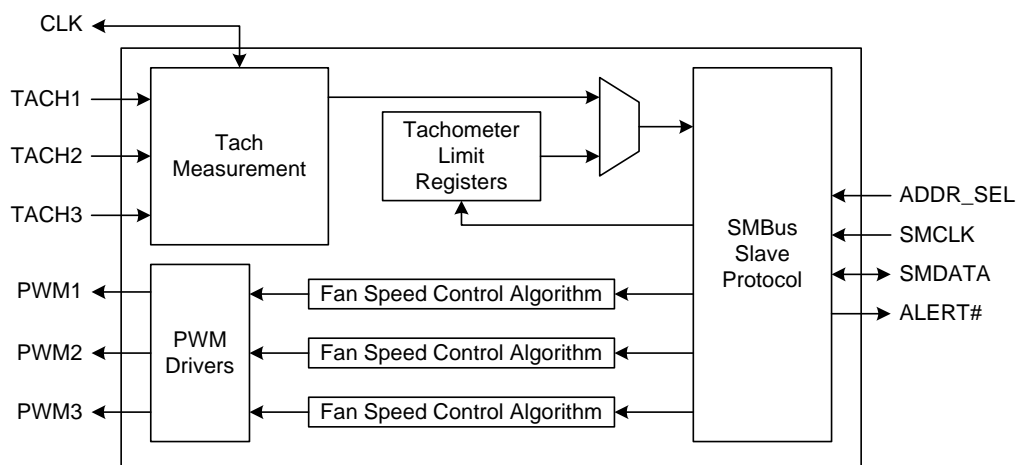 CLK
TACH1
TACH2
TACH3
Tach
Measurement
Tachometer
Limit
Registers
SMBus
Slave
Protocol
ADDR_SEL
SMCLK
SMDATA
ALERT#
PWM1
PWM2
PWM3
PWM
Drivers
Fan Speed Control Algorithm
Fan Speed Control Algorithm
Fan Speed Control Algorithm